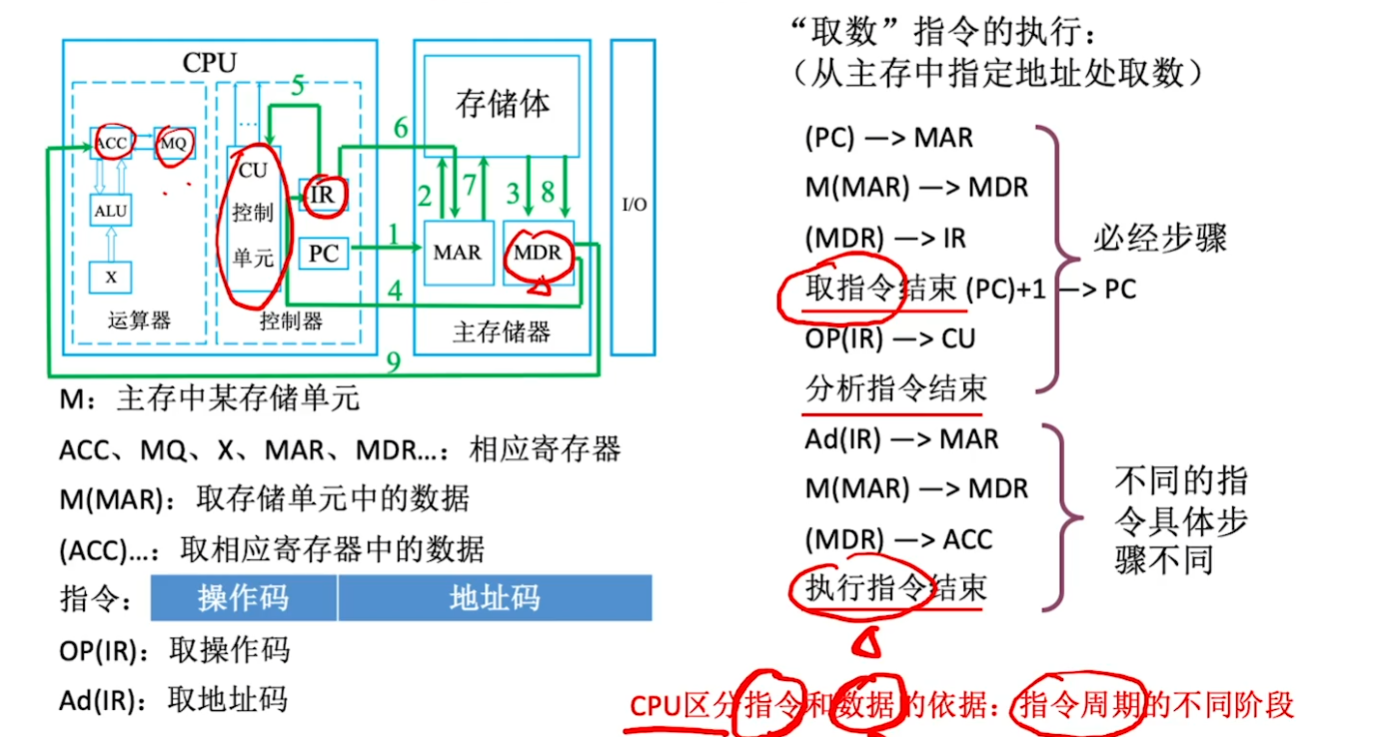 “取数”指令的执行：
（从主存中指定地址处取数）
CPU
存储体
I/O
ACC
MQ
ALU
X
运算器
…
CU
控制
单元
IR
PC
控制器
MAR
MDR
主存储器
1
2
3
4
5
6
7
8
9
(PC) —> MAR
M(MAR) —> MDR
(MDR) —> IR
取指令结束 (PC)+1 —> PC
OP(IR) —> CU
分析指令结束
必经步骤
Ad(IR) —> MAR
M(MAR) —> MDR
(MDR) —> ACC
执行指令结束
不同的指
令具体步
骤不同
M：主存中某存储单元
ACC、MQ、X、MAR、MDR…：相应寄存器
M(MAR)：取存储单元中的数据
(ACC)…：取相应寄存器中的数据
指令： 操作码 地址码
OP(IR)：取操作码
Ad(IR)：取地址码
CPU区分指令和数据的依据：指令周期的不同阶段